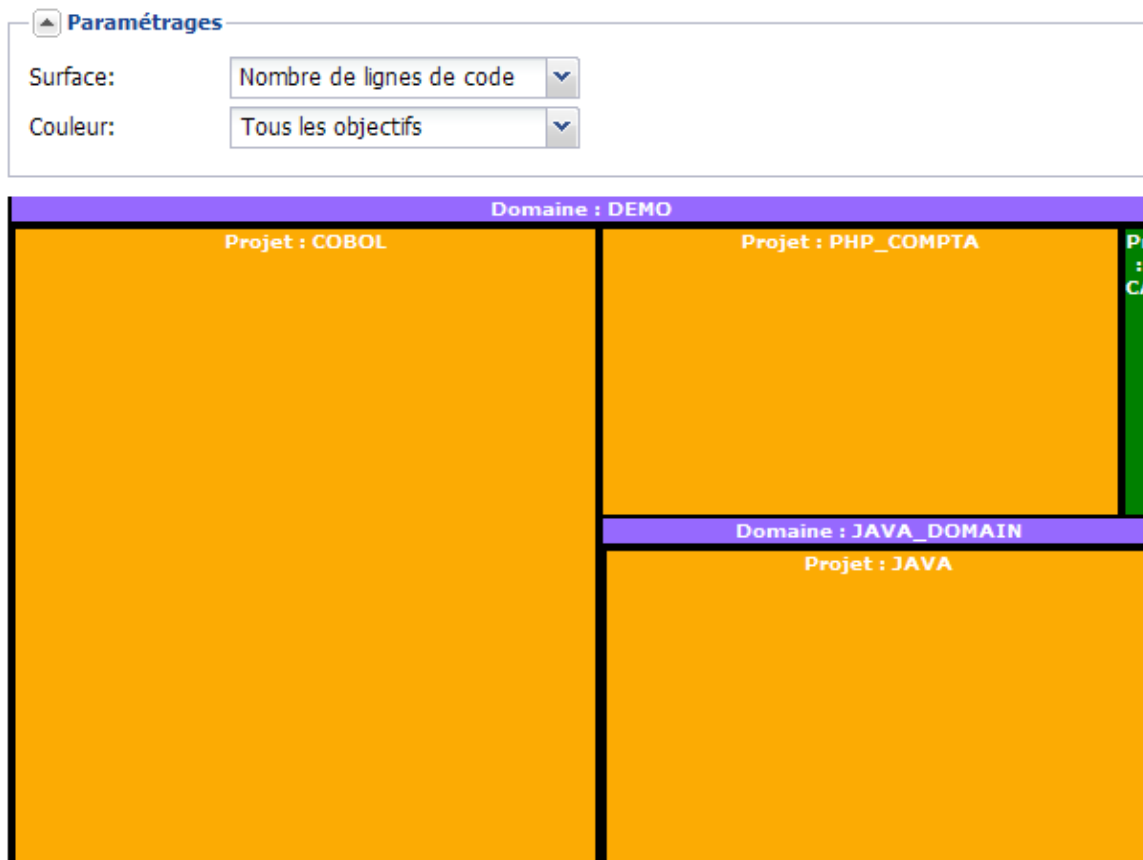 Paramétrages
Surface: Nombre de lignes de code
Couleur: Tous les objectifs
Domaine : DEMO
Projet : COBOL
Projet : PHP_COMPTA
Domaine : JAVA_DOMAIN
Projet : JAVA